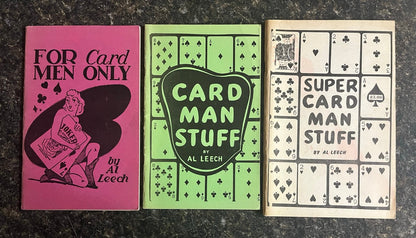 FOR Card
MEN ONLY
JOKER
by
Al
Leech
CARD
MAN
STUFF
BY
AL LEECH
SUPER
CARD
MAN
STUFF
BY AL LEECH